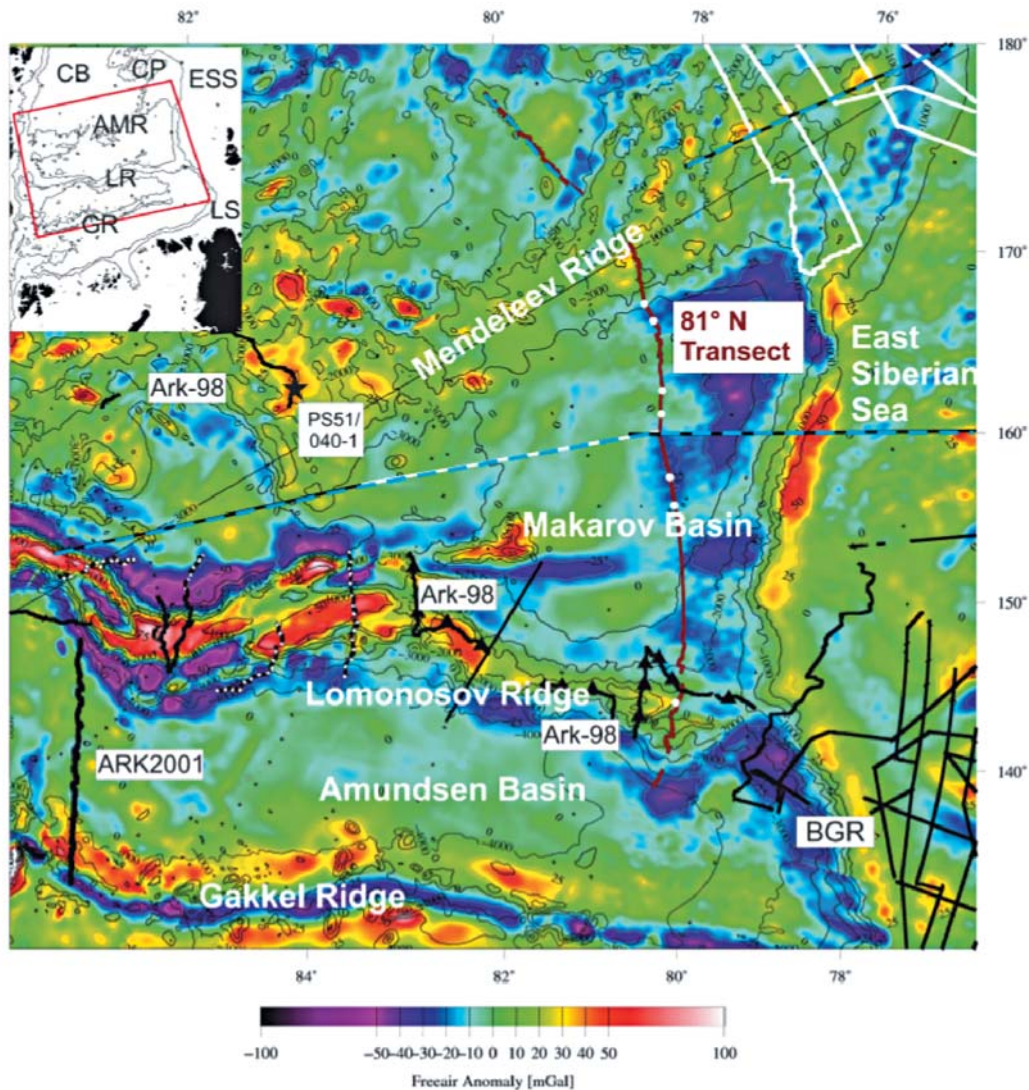 82° 80° 78° 76°
CB CP ESS
AMR
LR
GR LS
180°
170°
160°
150°
140°
Mendeleev Ridge
81° N
Transect
East
Siberian
Sea
Ark-98
PS51/
040-1
Makarov Basin
Ark-98
Lomonosov Ridge
Ark-98
ARK2001
Amundsen Basin
BGR
Gakkel Ridge
84° 82° 80° 78°
−100 −50 −40 −30 −20 −10 0 10 20 30 40 50 100
Freeair Anomaly [mGal]